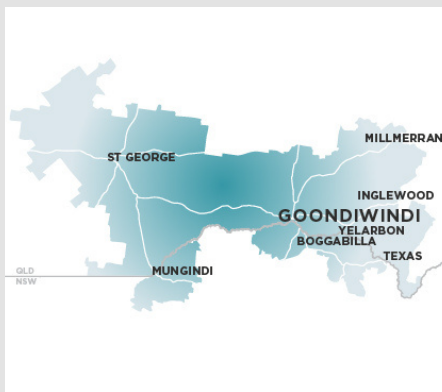 MILLMERRAN
ST GEORGE
INGLEWOOD
GOONDIWINDI
YELARBON
BOGGABILLA
TEXAS
QLD
NSW
MUNGINDI